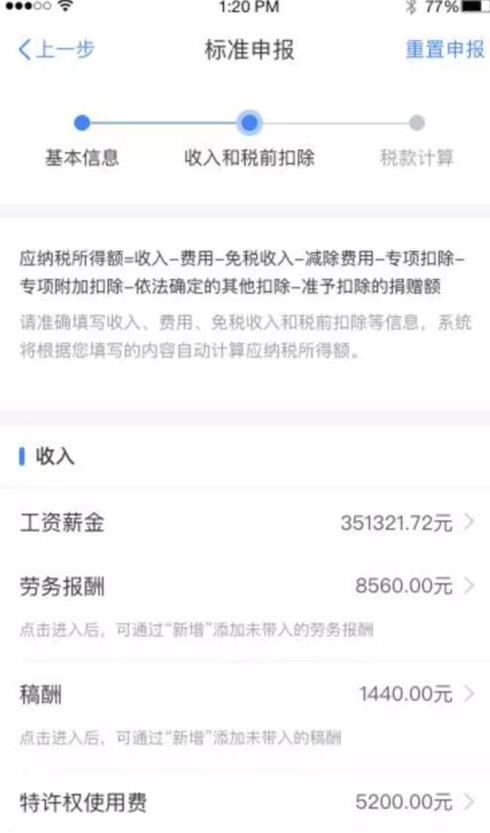 1:20 PM 77%
上一步 标准申报 重置申报
基本信息 收入和税前扣除 税款计算
应纳税所得额=收入-费用-免税收入-减除费用-专项扣除-
专项附加扣除-依法确定的其他扣除-准予扣除的捐赠额
请准确填写收入、费用、免税收入和税前扣除等信息，系统
将根据您填写的内容自动计算应纳税所得额。
收入
工资薪金 351321.72元
劳务报酬 8560.00元
点击进入后，可通过“新增”添加未带入的劳务报酬
稿酬 1440.00元
点击进入后，可通过“新增”添加未带入的稿酬
特许权使用费 5200.00元